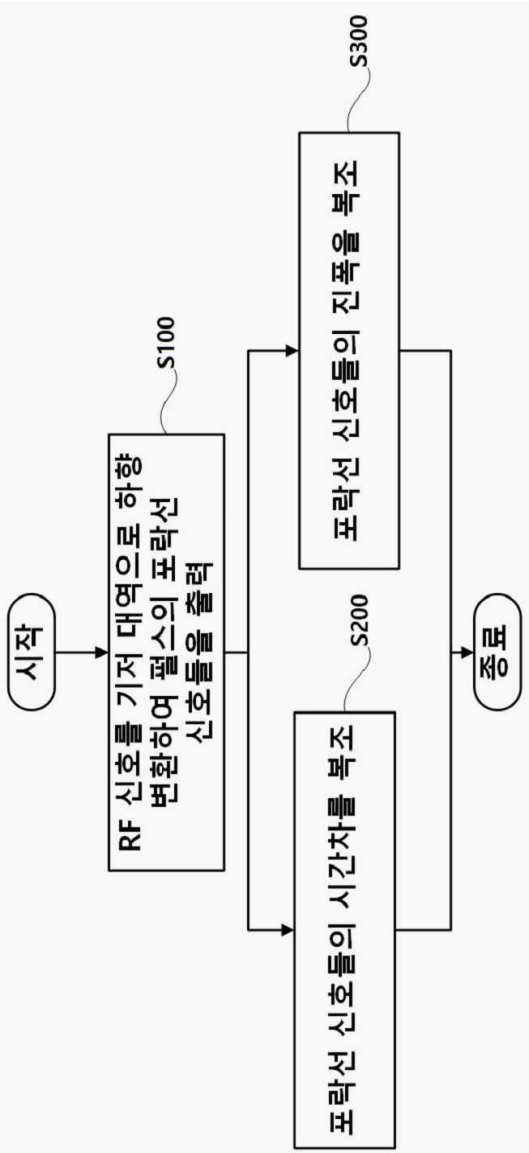 시작
S100
RF 신호를 기저 대역으로 하향
변환하여 펄스의 포락선
신호들을 출력
S200
포락선 신호들의 시간차를 복조
S300
포락선 신호들의 진폭을 복조
종료